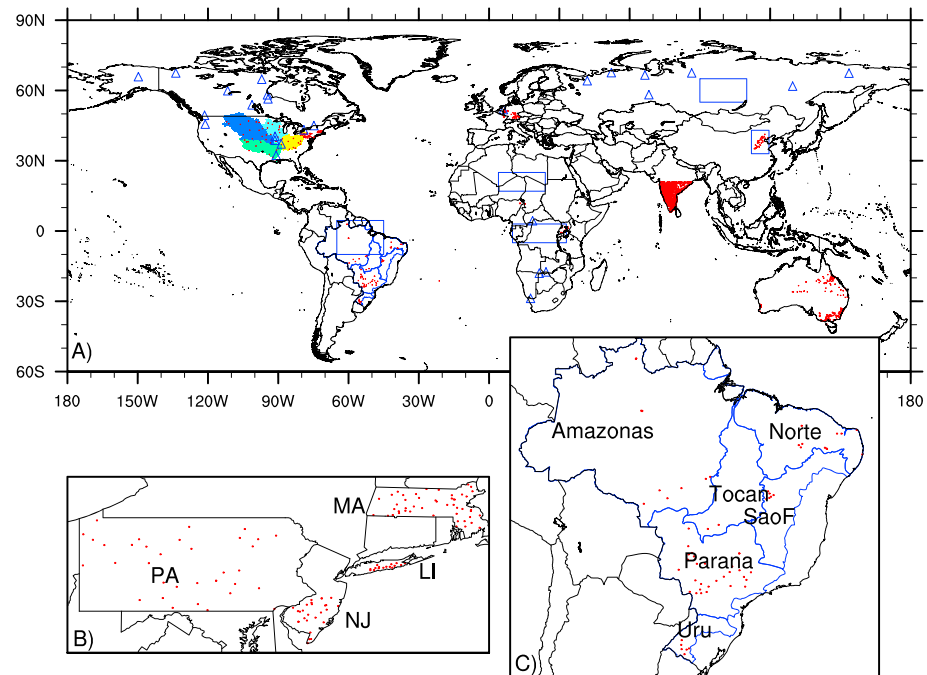 90N
60N
30N
0
30S
60S
A)
180 150W 120W 90W 60W 30W 0 180
Amazonas
Norte
Tocan
SaoF
Parana
Uru
C)
MA
LI
PA
NJ
B)